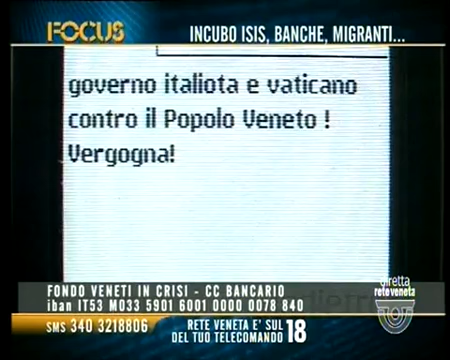 FOCUS
INCUBO ISIS, BANCHE, MIGRANTI...
governo italiota e vaticano
contro il Popolo Veneto !
Vergogna!
FONDO VENETI IN CRISI - CC BANCARIO
iban IT53 M033 5901 6001 0000 0078 840
diretta
reteveneta
SMS 340 3218806
RETE VENETA E' SUL
DEL TUO TELECOMANDO 18